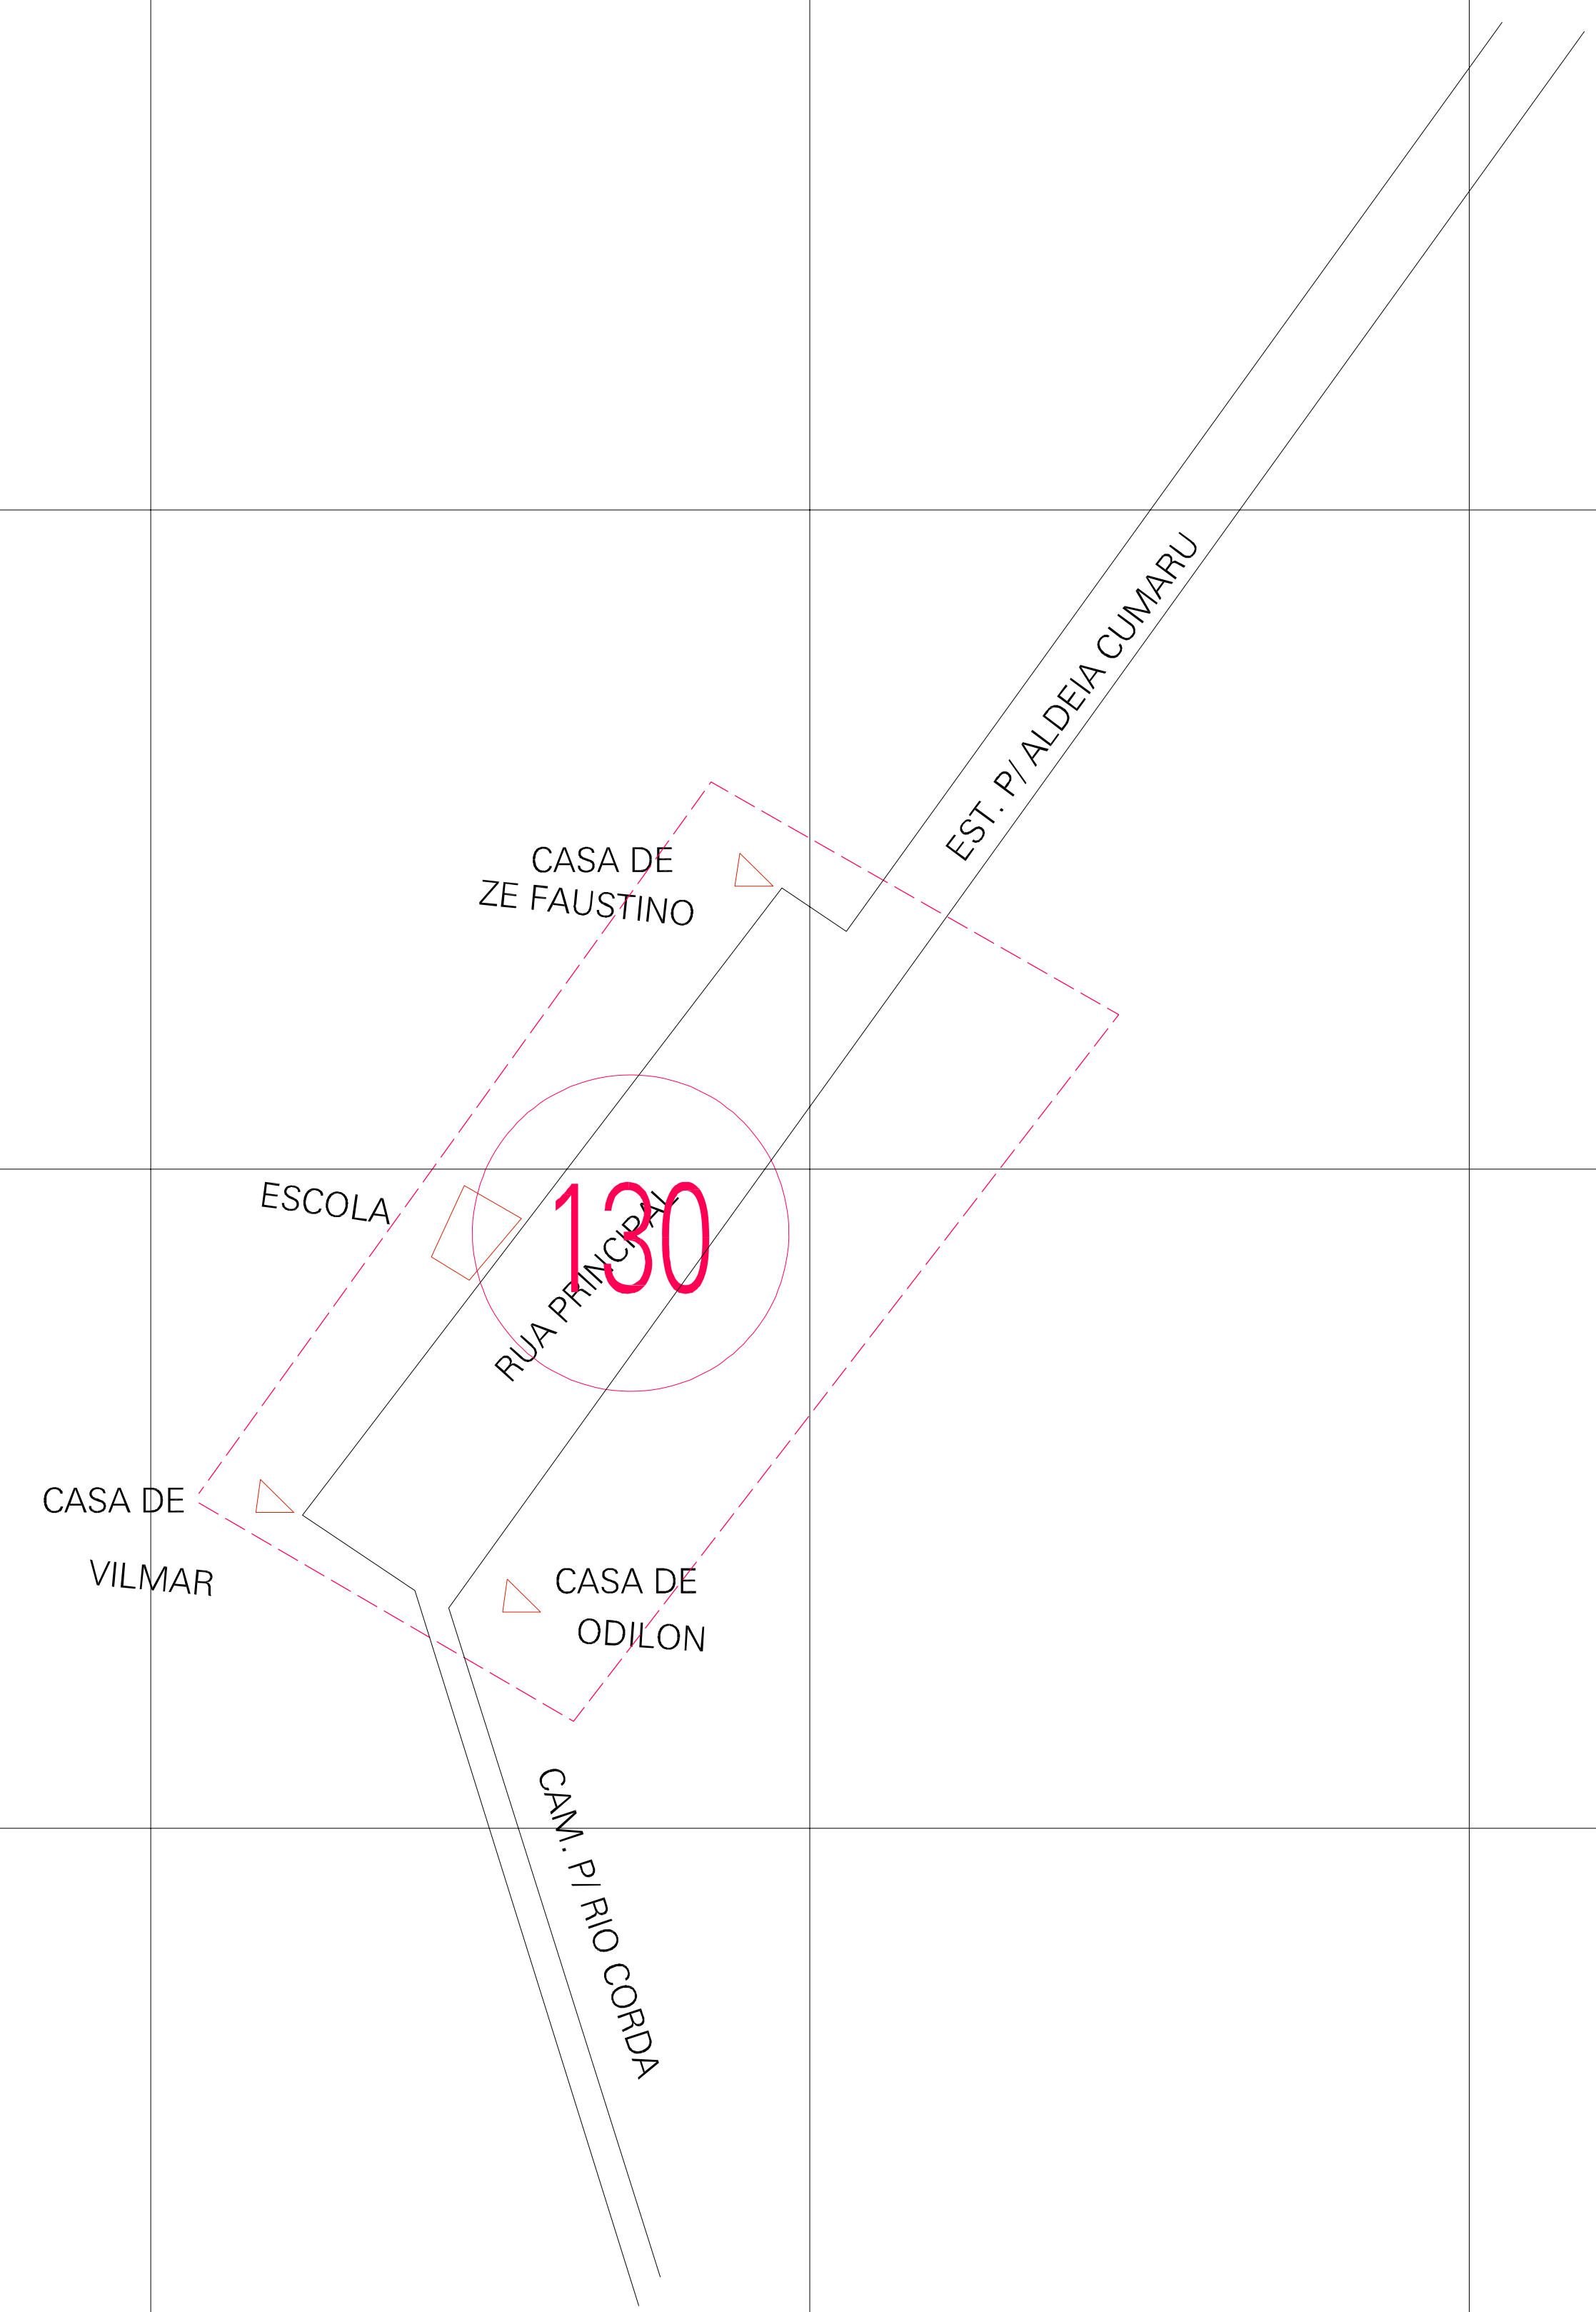 EST. P/ ALDEIA CUMARU
CASA DE
ZE FAUSTINO
ESCOLA
130
RUA PRINCIPAL
CASA DE
VILMAR
CASA DE
ODILON
CAM. P/ RIO CORDA